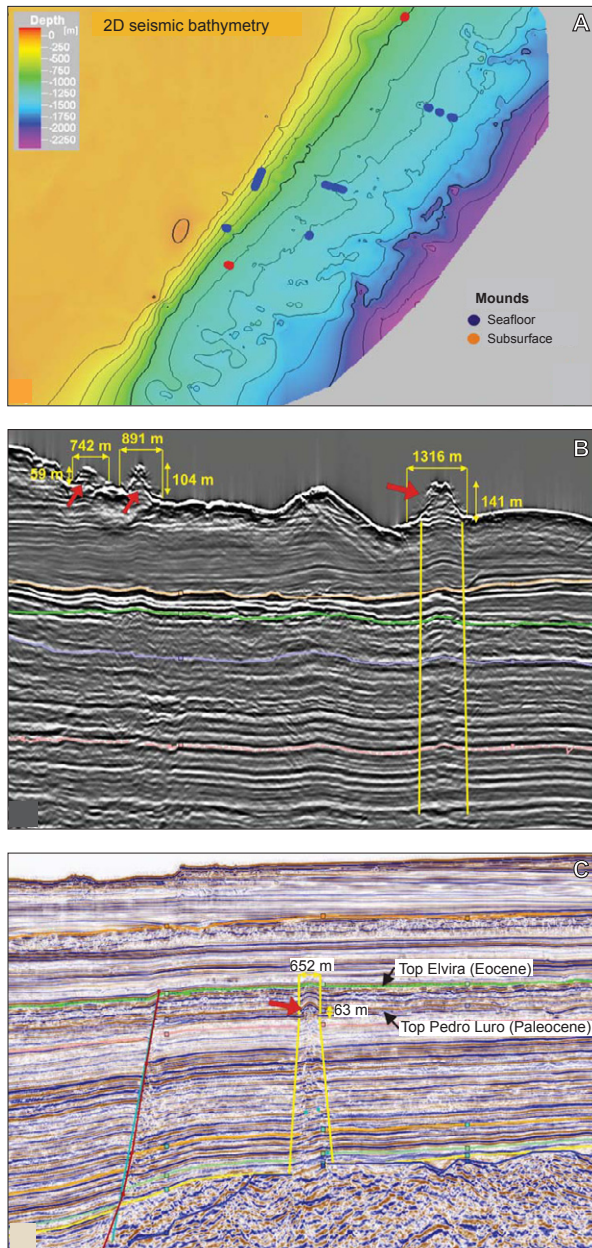 Depth
[m]
0
-250
-500
-750
-1000
-1250
-1500
-1750
-2000
-2250
2D seismic bathymetry
A
Mounds
Seafloor
Subsurface
B
742 m
891 m
59 m
104 m
1316 m
141 m
C
652 m
63 m
Top Elvira (Eocene)
Top Pedro Luro (Paleocene)